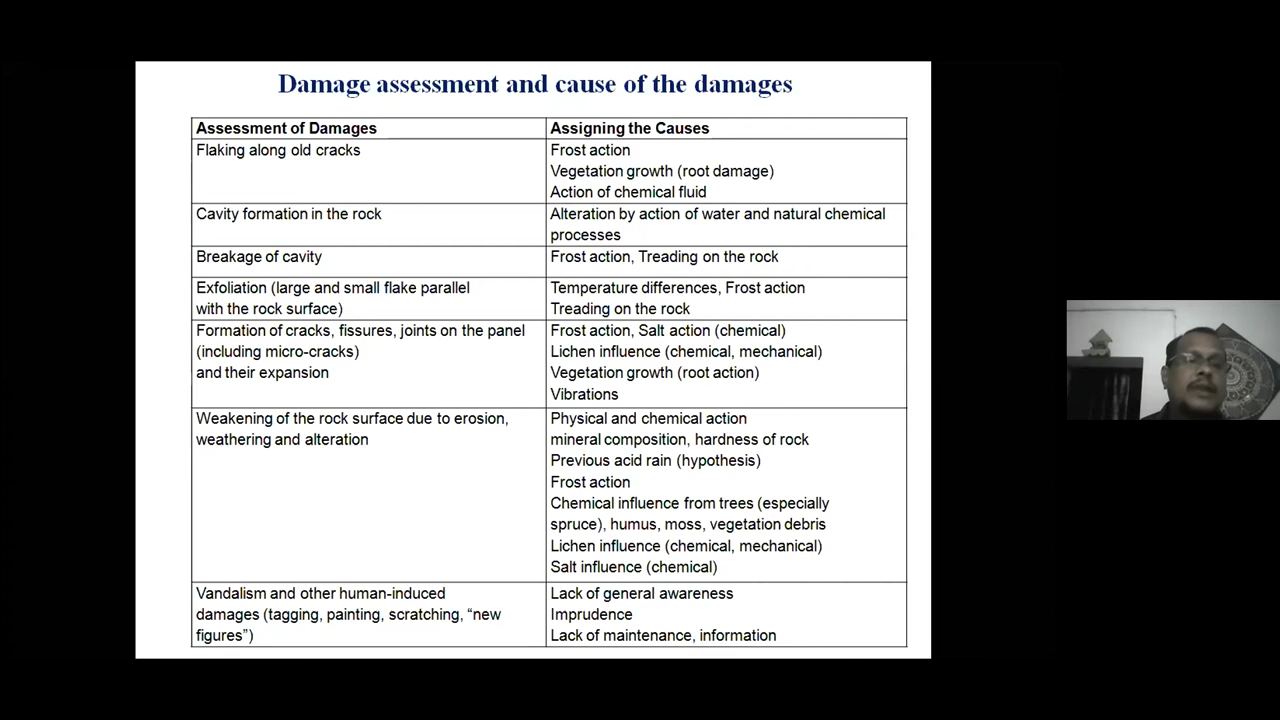 Damage assessment and cause of the damages
Assessment of Damages
Assigning the Causes
Flaking along old cracks
Frost action
Vegetation growth (root damage)
Action of chemical fluid
Cavity formation in the rock
Alteration by action of water and natural chemical
processes
Breakage of cavity
Frost action, Treading on the rock
Exfoliation (large and small flake parallel
with the rock surface)
Temperature differences, Frost action
Treading on the rock
Formation of cracks, fissures, joints on the panel
(including micro-cracks)
and their expansion
Frost action, Salt action (chemical)
Lichen influence (chemical, mechanical)
Vegetation growth (root action)
Vibrations
Weakening of the rock surface due to erosion,
weathering and alteration
Physical and chemical action
mineral composition, hardness of rock
Previous acid rain (hypothesis)
Frost action
Chemical influence from trees (especially
spruce), humus, moss, vegetation debris
Lichen influence (chemical, mechanical)
Salt influence (chemical)
Vandalism and other human-induced
damages (tagging, painting, scratching, “new
figures”)
Lack of general awareness
Imprudence
Lack of maintenance, information